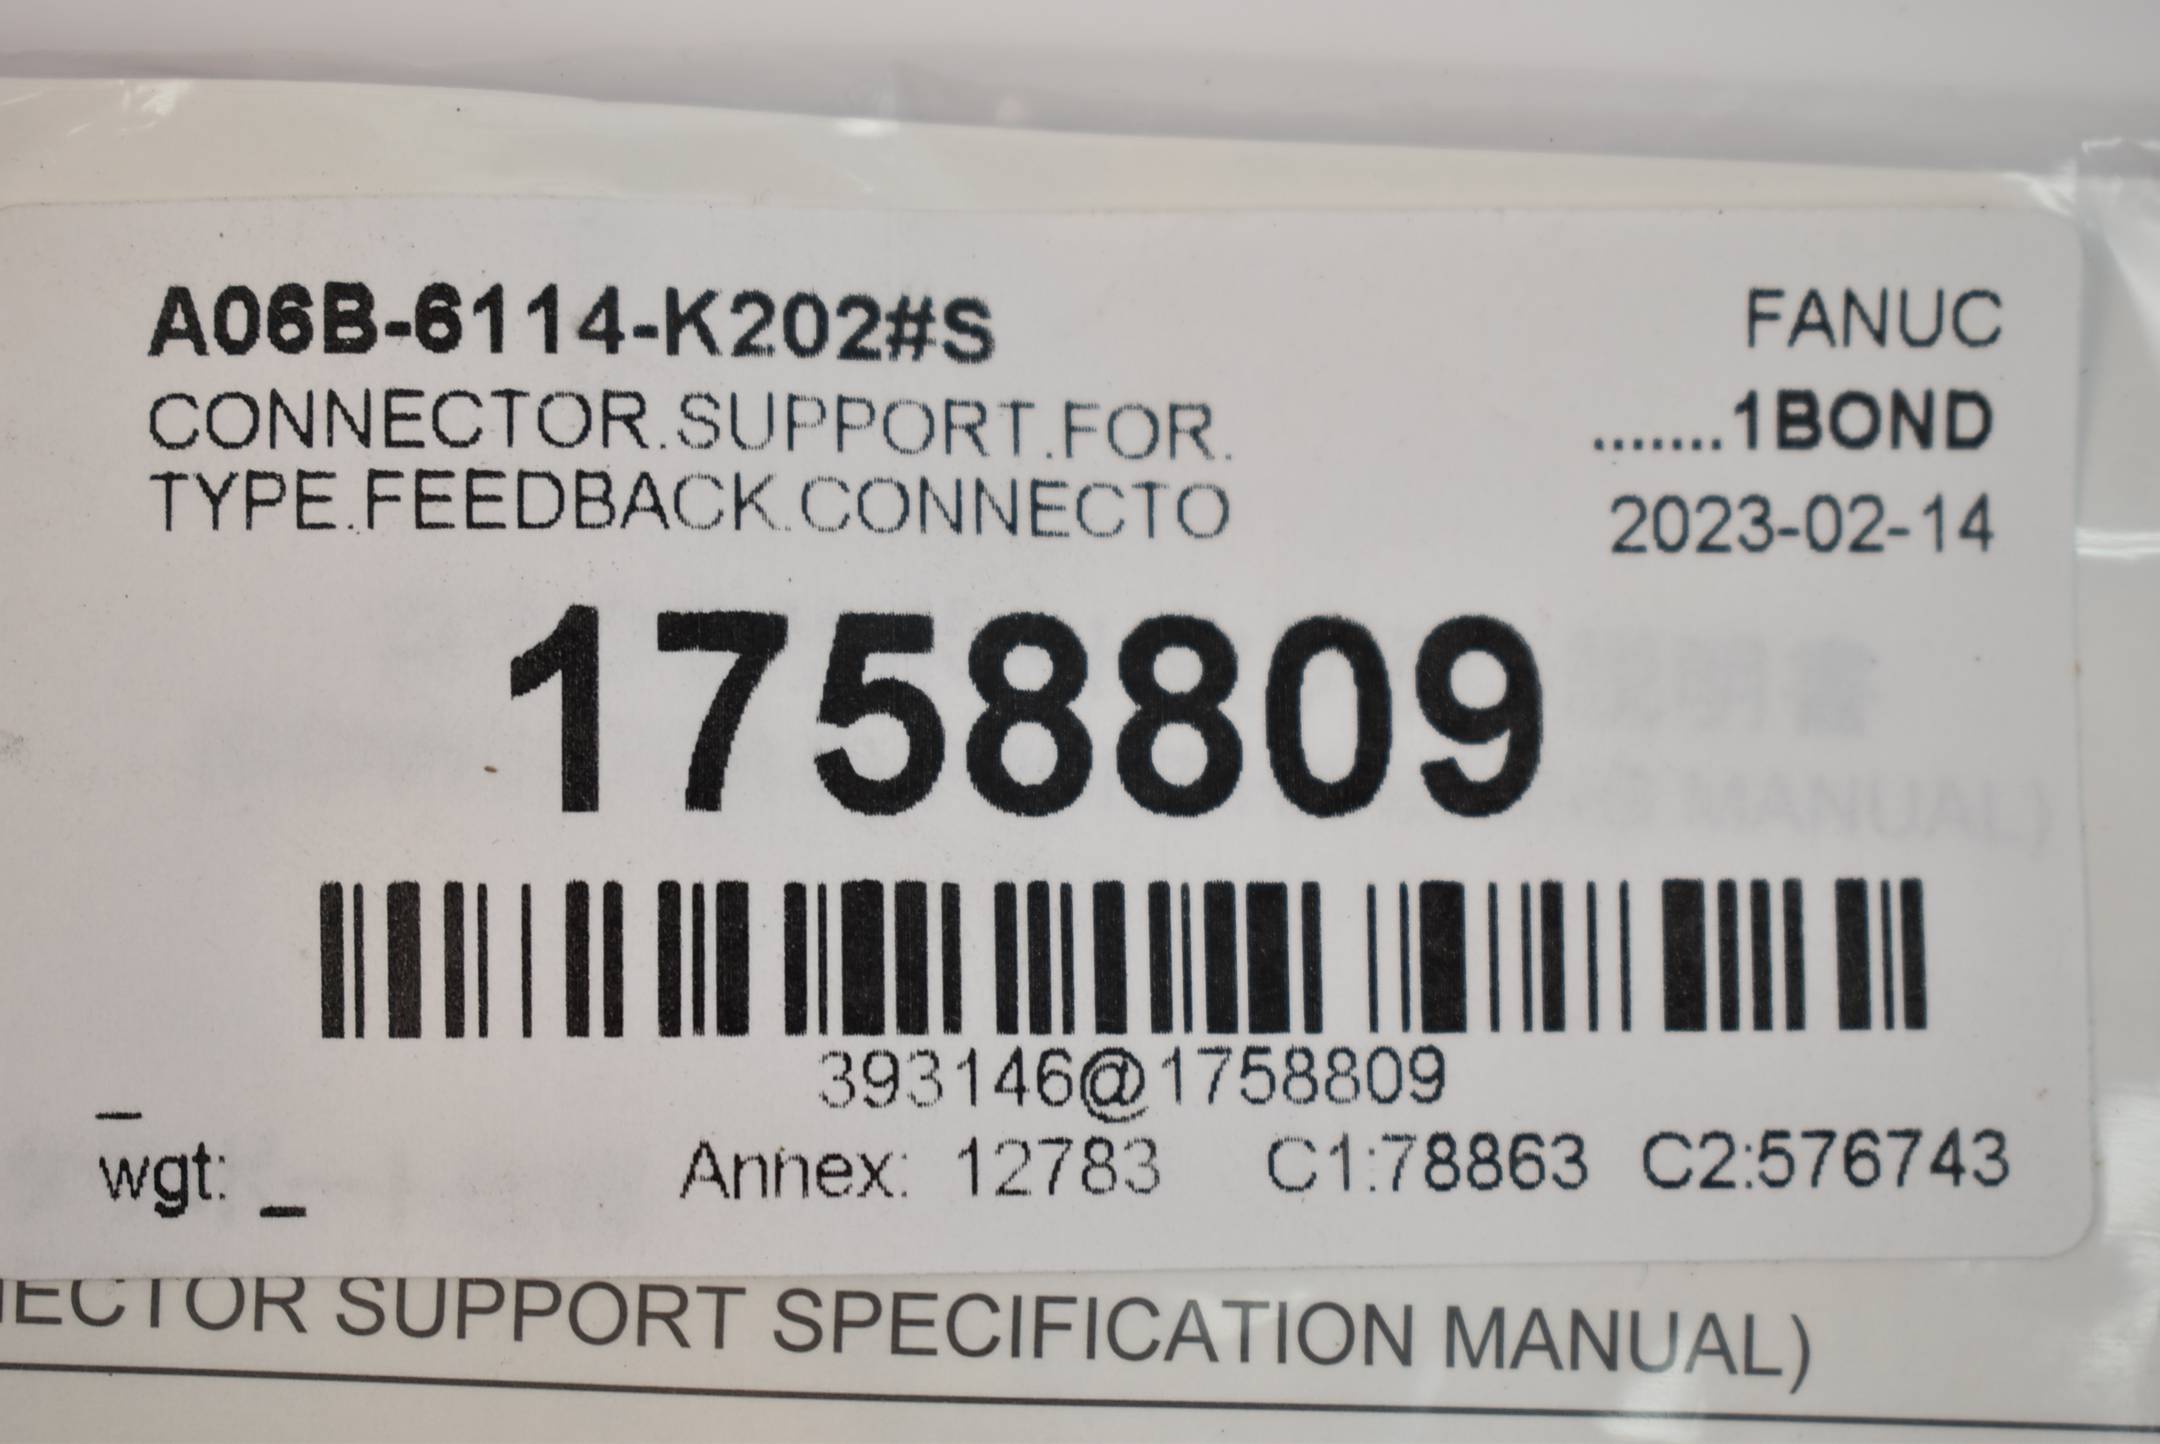 A06B-6114-K202#S
FANUC
CONNECTOR.SUPPORT.FOR.
.......1BOND
TYPE.FEEDBACK.CONNECTO
2023-02-14
1758809
393146@1758809
_
wgt: _
Annex: 12783
C1:78863
C2:576743
SUPPORT SPECIFICATION MANUAL)